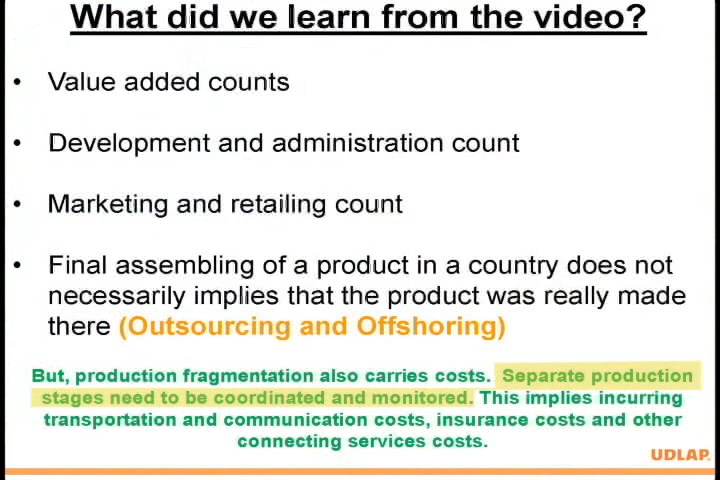 What did we learn from the video?
• Value added counts
• Development and administration count
• Marketing and retailing count
• Final assembling of a product in a country does not
necessarily implies that the product was really made
there (Outsourcing and Offshoring)
But, production fragmentation also carries costs. Separate production
stages need to be coordinated and monitored. This implies incurring
transportation and communication costs, insurance costs and other
connecting services costs.
UDLAP.